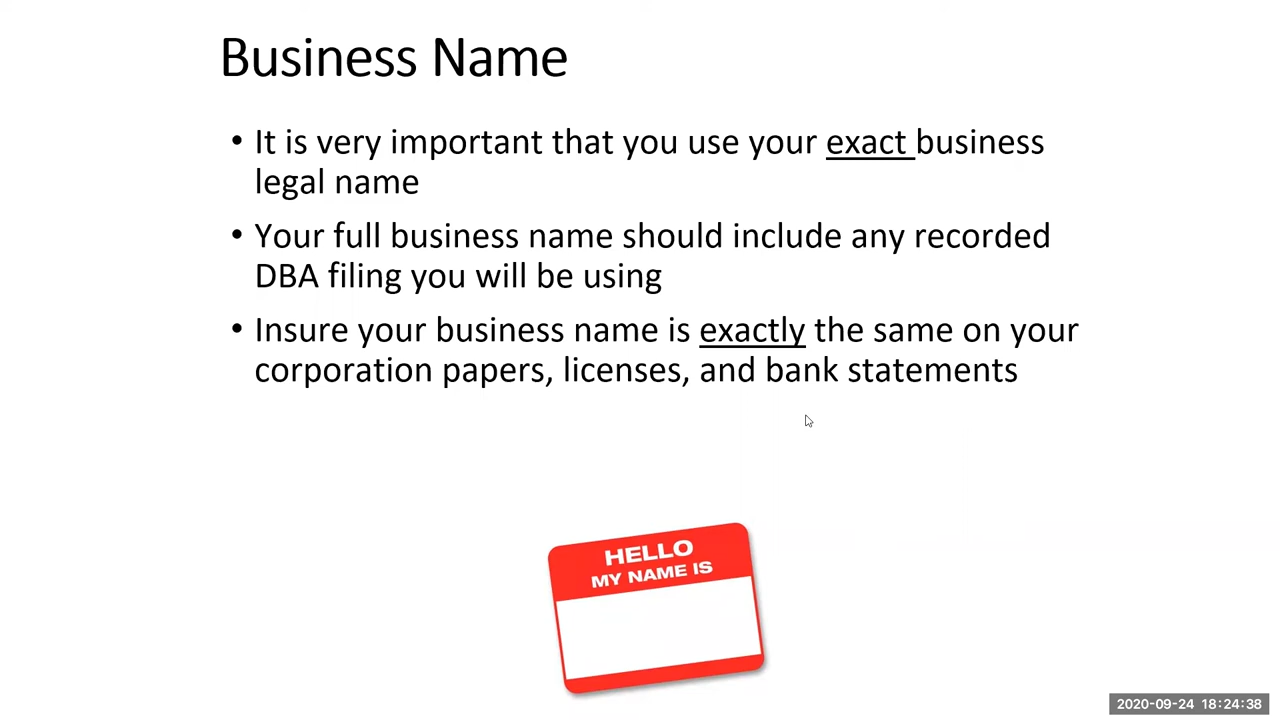 Business Name
• It is very important that you use your exact business
legal name
• Your full business name should include any recorded
DBA filing you will be using
• Insure your business name is exactly the same on your
corporation papers, licenses, and bank statements
HELLO
MY NAME IS
2020-09-24 18:24:38